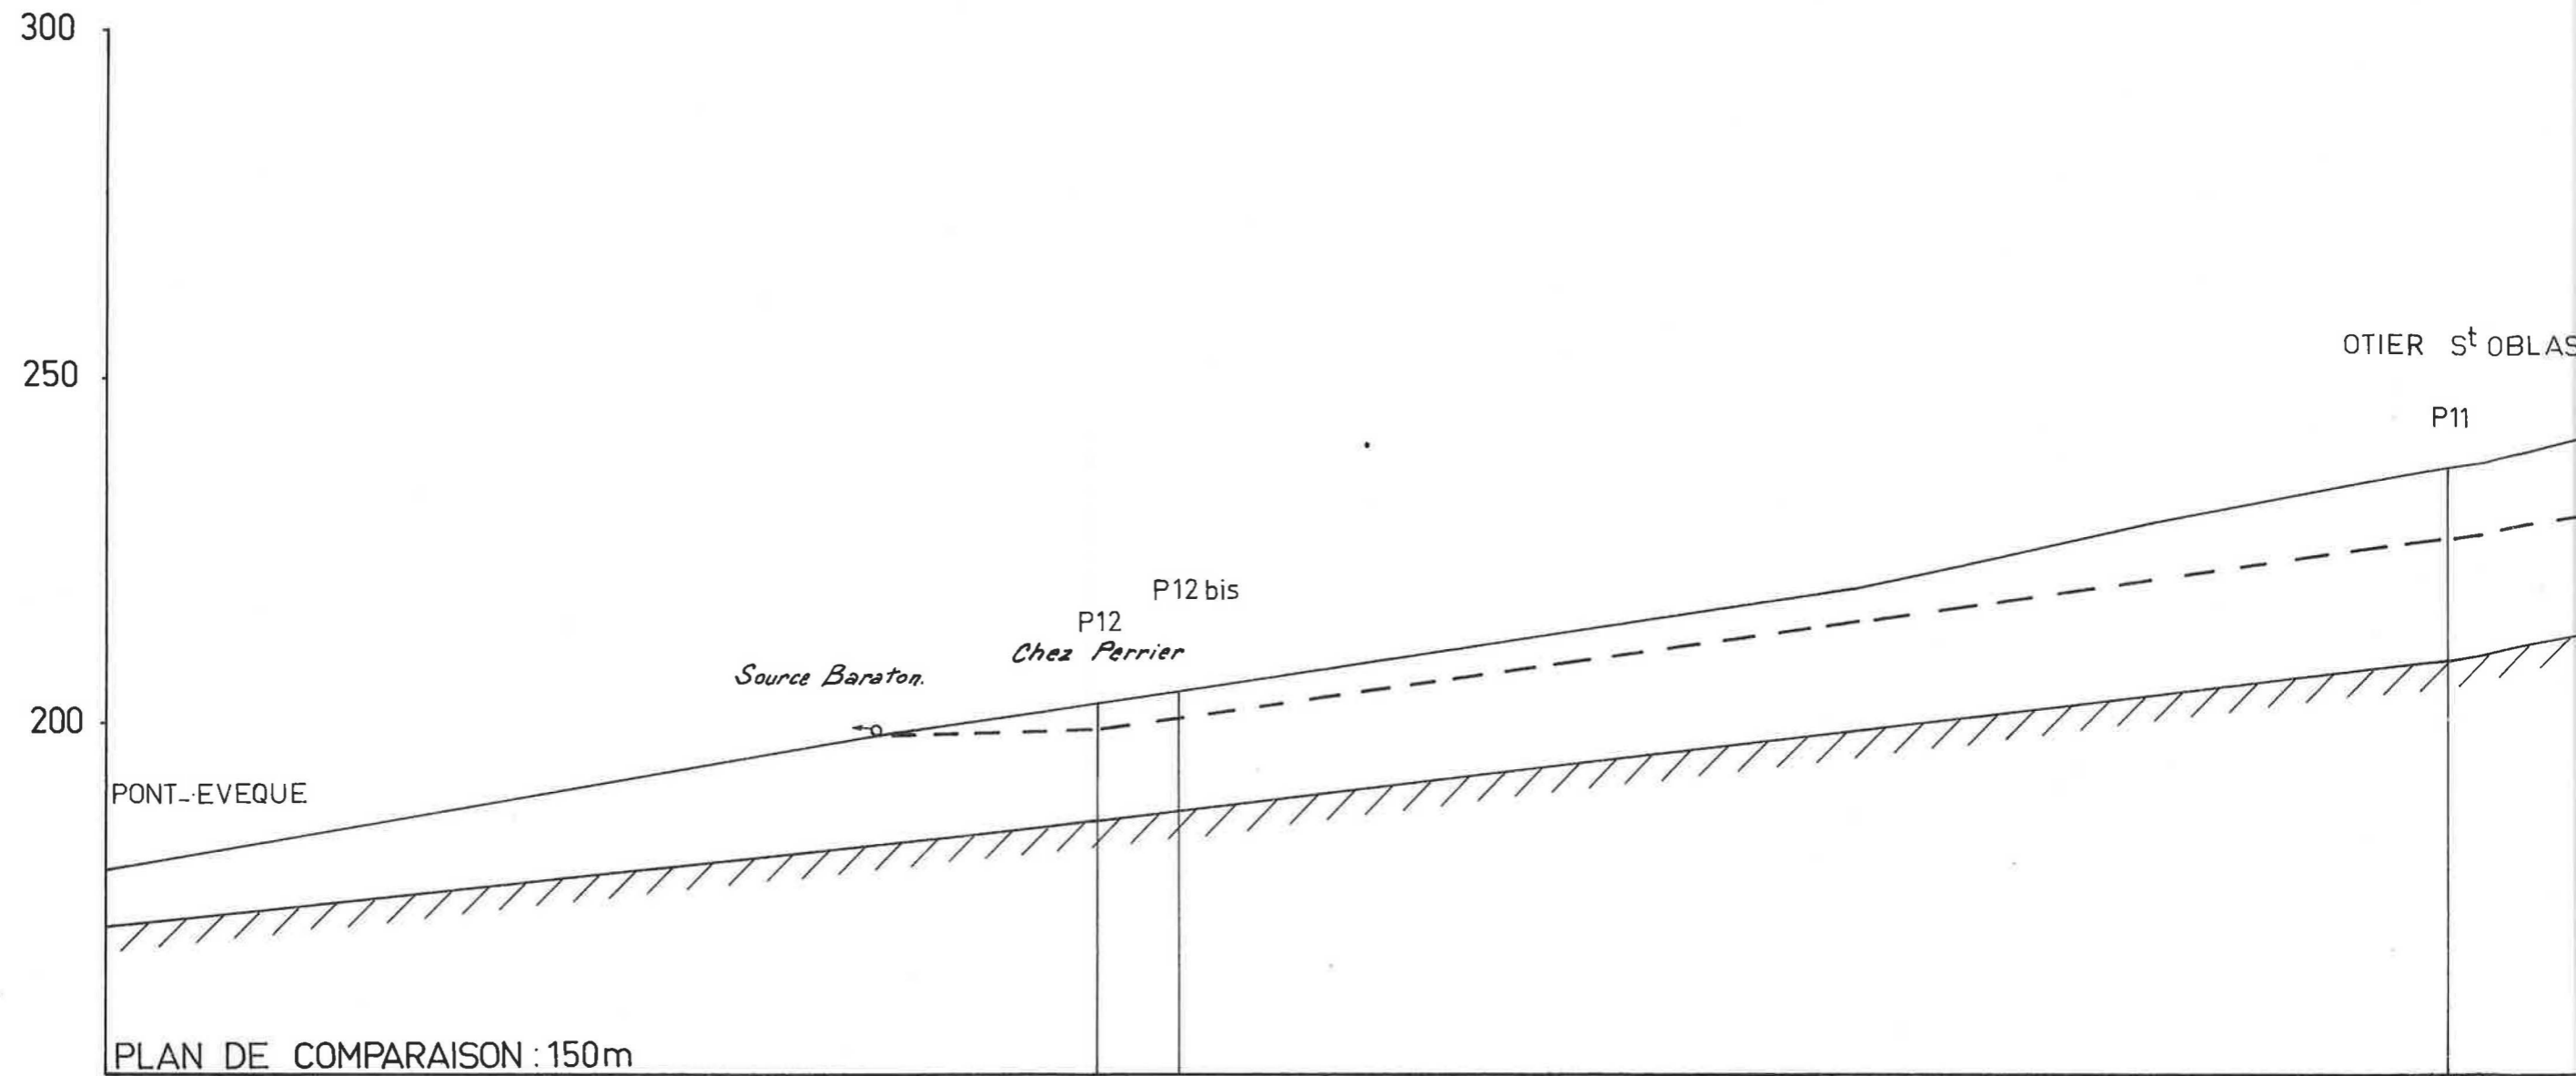 300
250
OTIER St OBLAS
P11
P12 bis
P12
Chez Perrier
Source Baraton.
200
PONT-EVEQUE
PLAN DE COMPARAISON : 150m